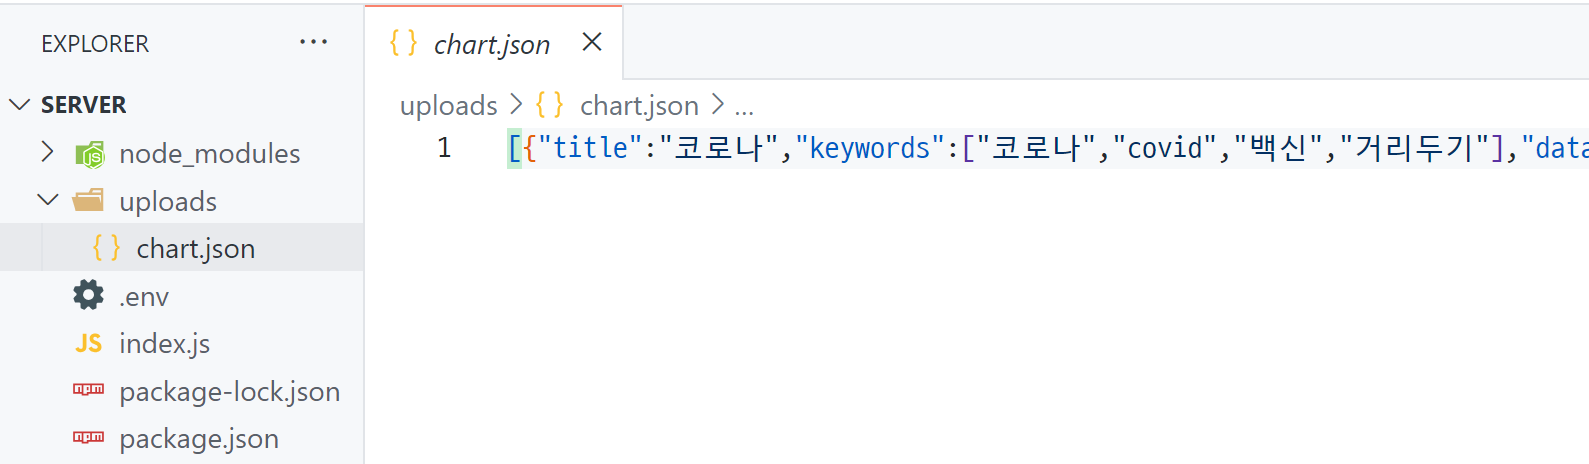 EXPLORER ...
SERVER
node_modules
uploads
{ } chart.json
.env
JS index.js
package-lock.json
package.json
{ } chart.json ×
uploads > { } chart.json > ...
1 [{"title":"코로나","keywords":["코로나","covid","백신","거리두기"],"data